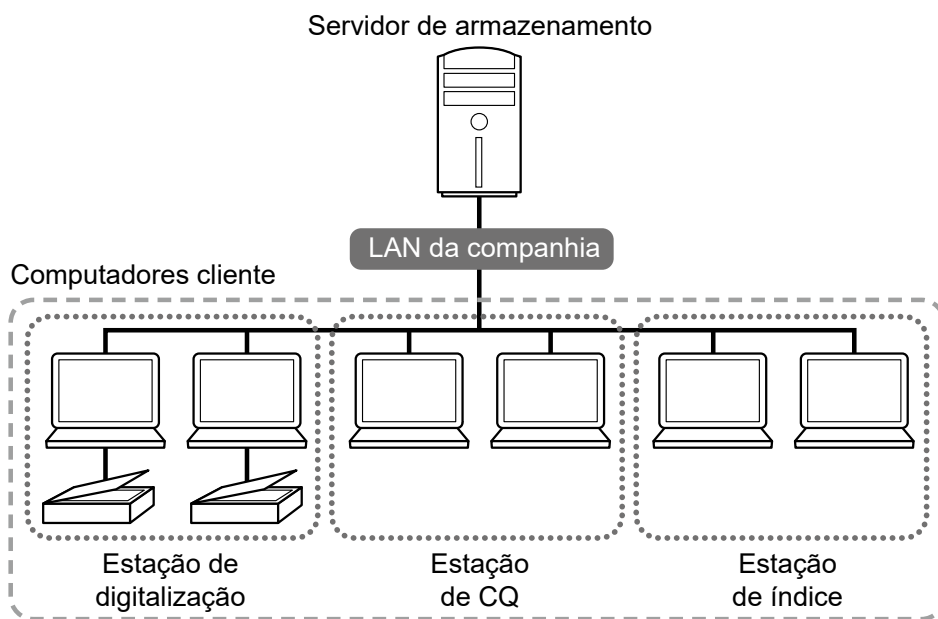 Servidor de armazenamento
LAN da companhia
Computadores cliente
Estação de
digitalização
Estação
de CQ
Estação
de índice